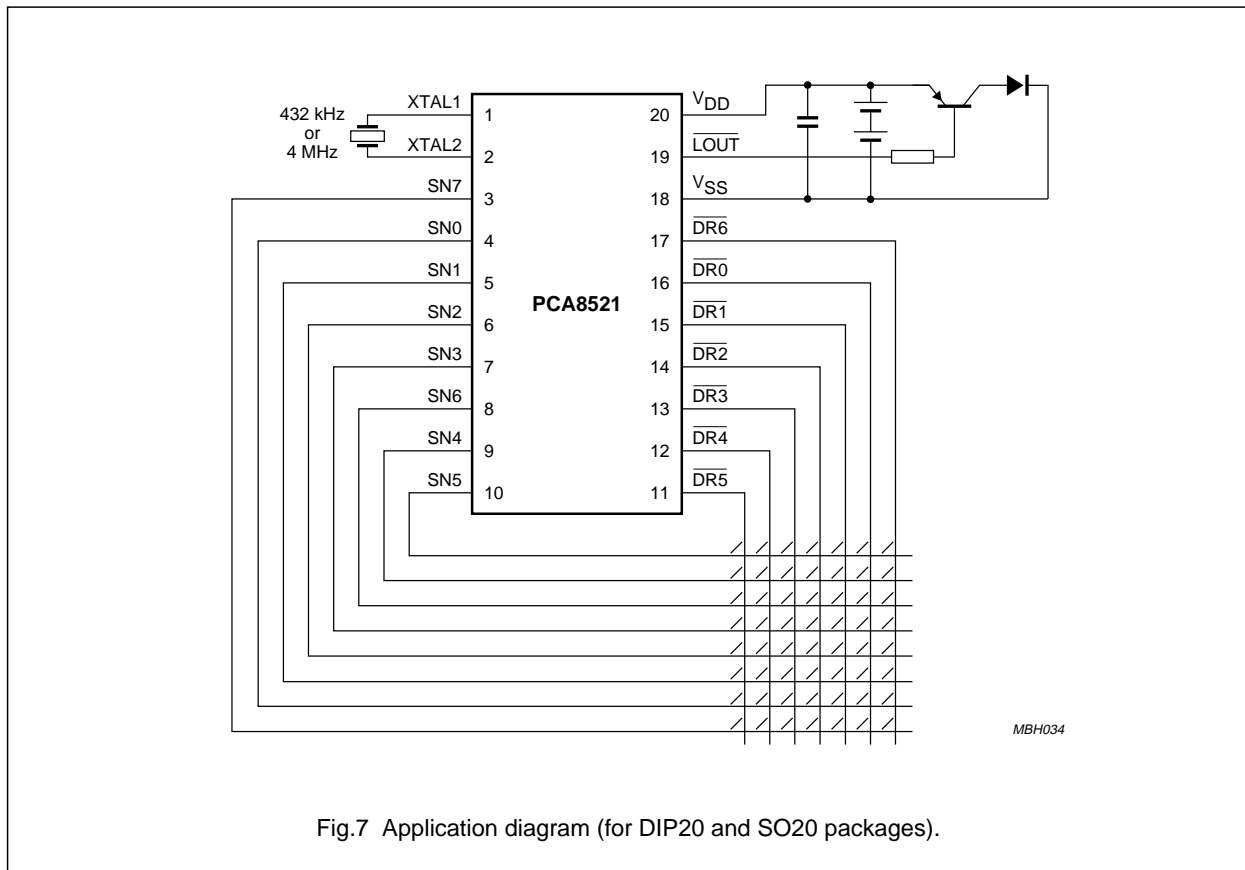 432 kHz
or
4 MHz
XTAL1
XTAL2
SN7
SN0
SN1
SN2
SN3
SN6
SN4
SN5
1
2
3
4
5
6
7
8
9
10
PCA8521
20
19
18
17
16
15
14
13
12
11
VDD
LOUT
VSS
DR6
DR0
DR1
DR2
DR3
DR4
DR5
MBH034
Fig.7 Application diagram (for DIP20 and SO20 packages).